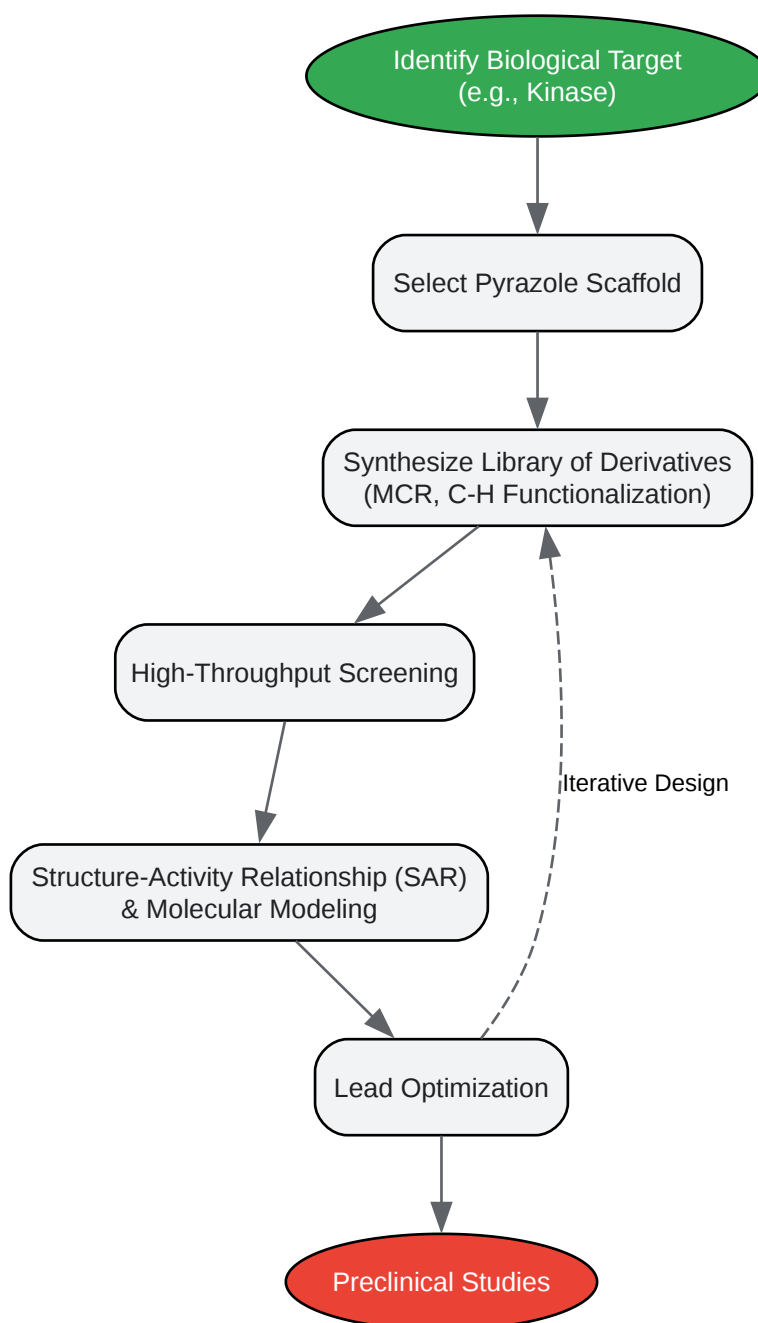 Identify Biological Target
(e.g., Kinase)
Select Pyrazole Scaffold
Synthesize Library of Derivatives
(MCR, C-H Functionalization)
High-Throughput Screening
Iterative Design
Structure-Activity Relationship (SAR)
& Molecular Modeling
Lead Optimization
Preclinical Studies